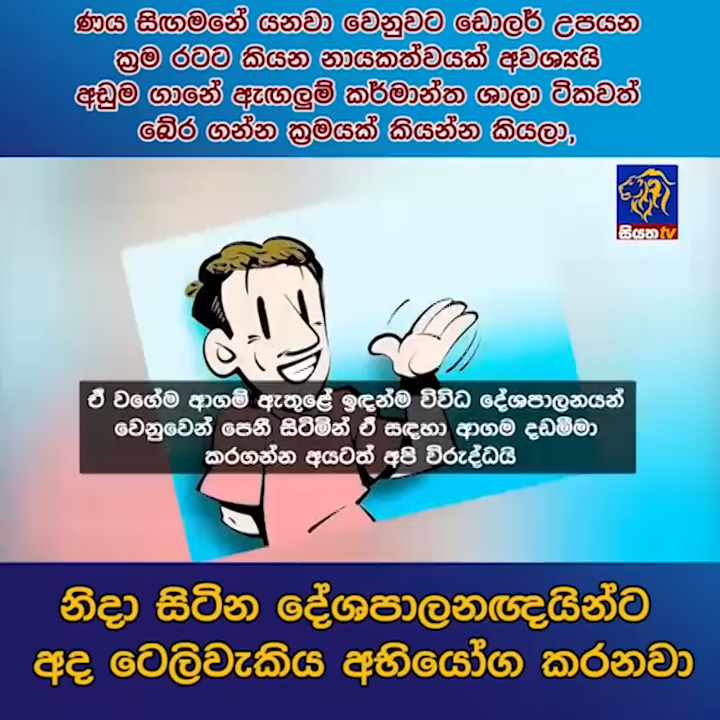 ණය සිඟමනේ යනවා වෙනුවට ඩොලර් උපයන
ක්‍රම රටට කියන නායකත්වයක් අවශ්‍යයි
අඩුම ගානේ ඇඟලුම් කර්මාන්ත ශාලා ටිකවත්
බේර ගන්න ක්‍රමයක් කියන්න කියලා,
සියත tv
ඒ වගේම ආගම් ඇතුළේ ඉඳන්ම විවිධ දේශපාලනයන්
වෙනුවෙන් පෙනී සිටිමින් ඒ සඳහා ආගම දඩමීමා
කරගන්න අයටත් අපි විරුද්ධයි
නිදා සිටින දේශපාලනඥයින්ට
අද ටෙලිවැකිය අභියෝග කරනවා